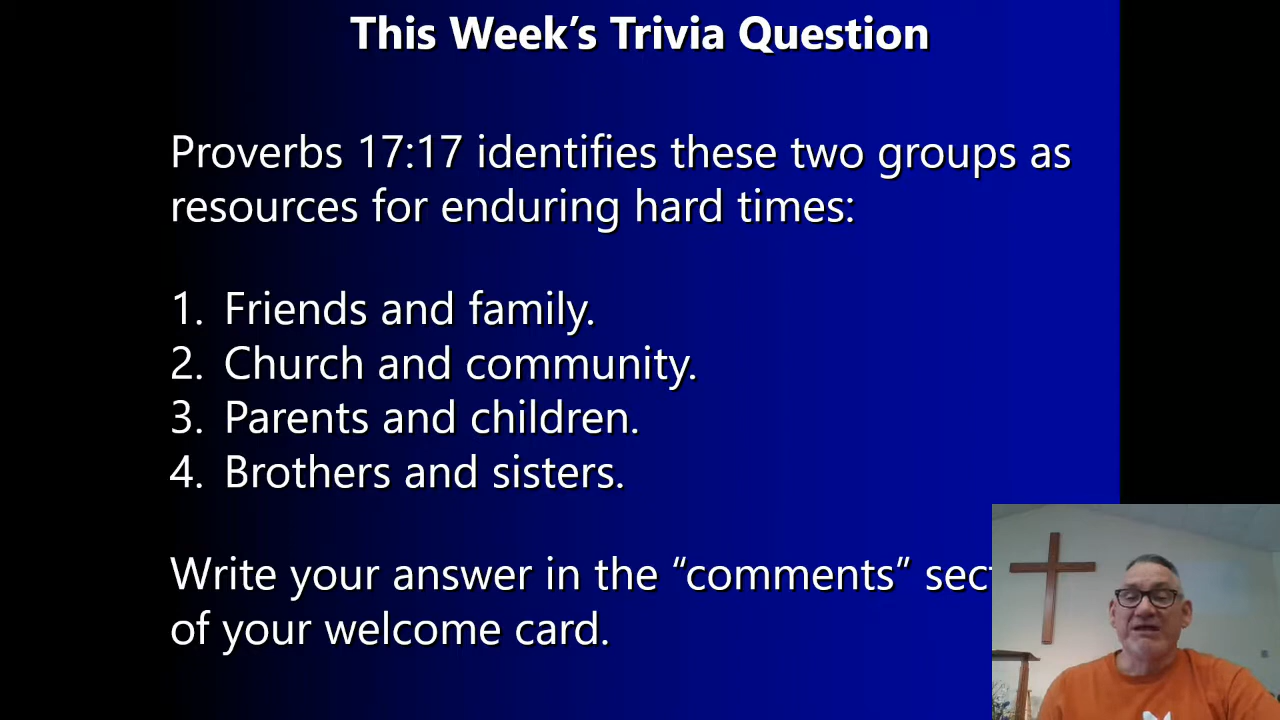 This Week’s Trivia Question
Proverbs 17:17 identifies these two groups as
resources for enduring hard times:
1. Friends and family.
2. Church and community.
3. Parents and children.
4. Brothers and sisters.
Write your answer in the “comments”
of your welcome card.